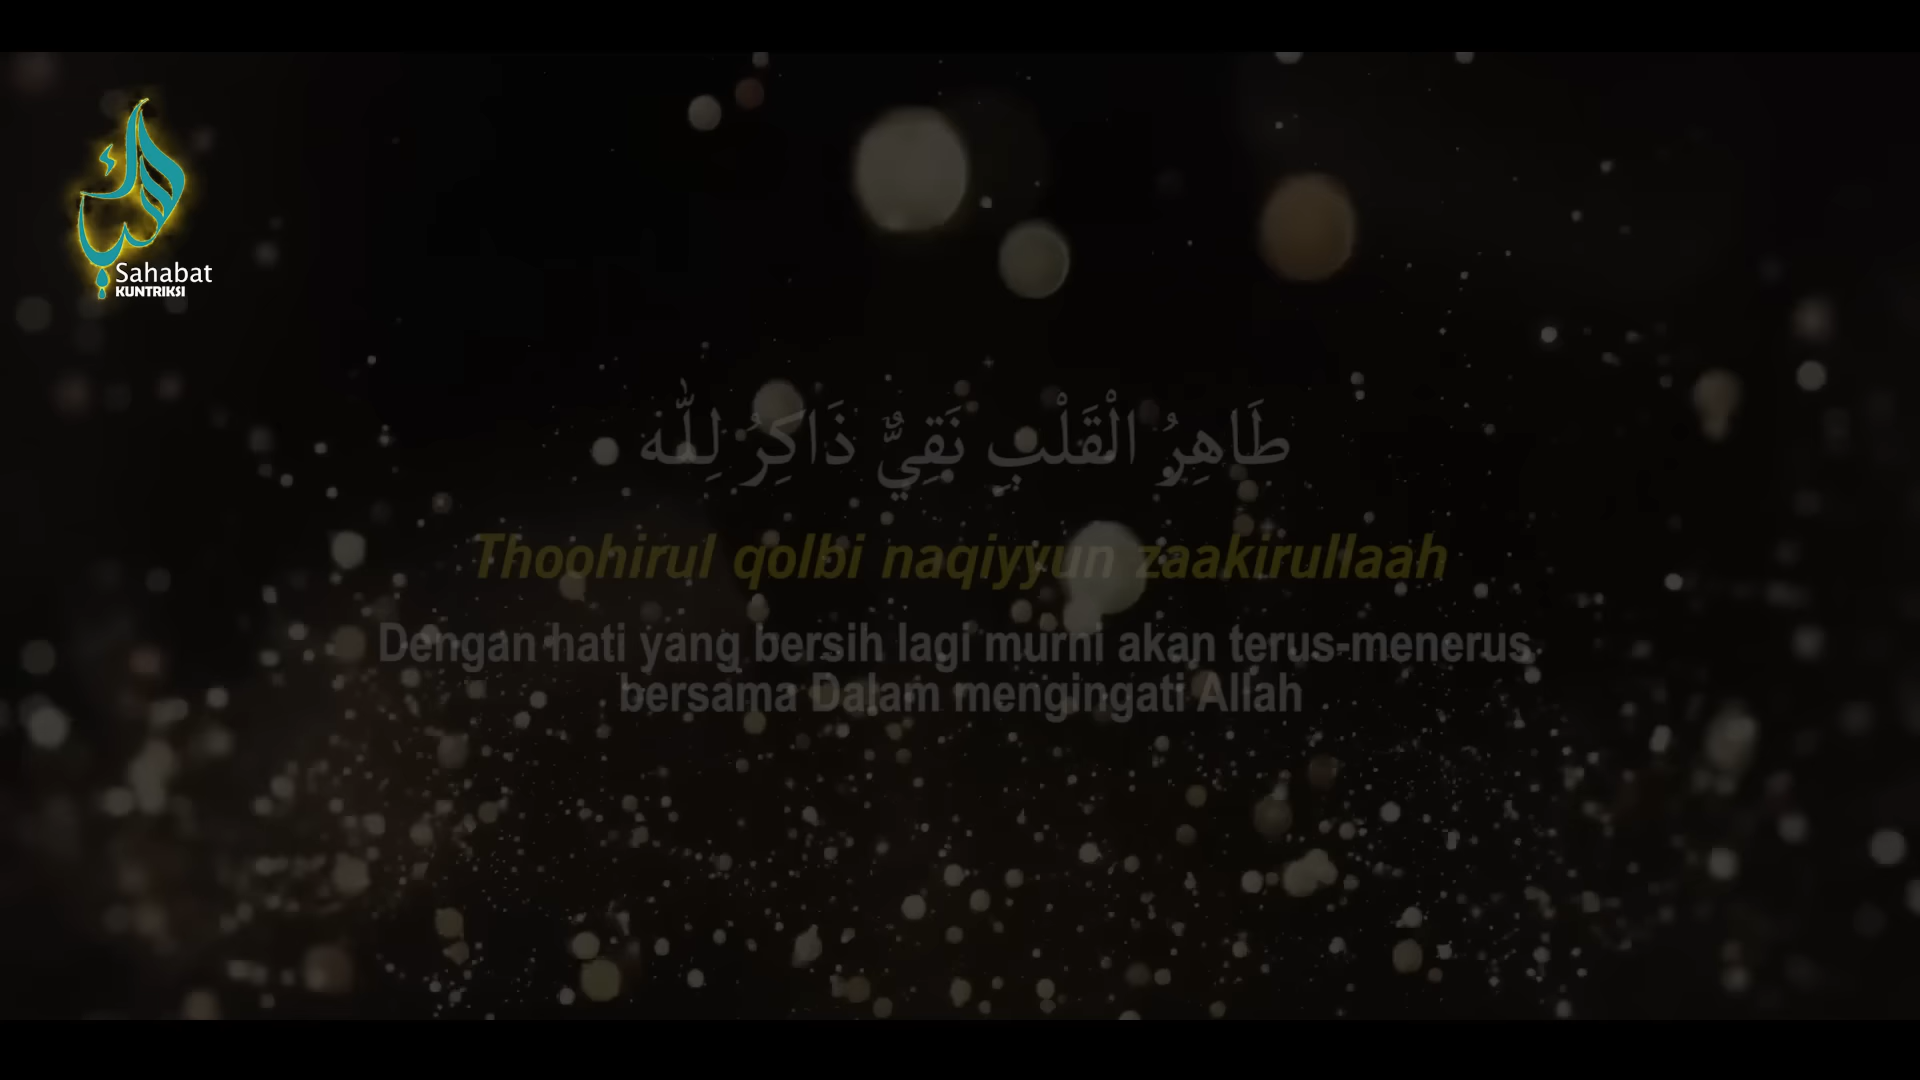 Sahabat
KUNTRIKSI
طَاهِرُ الْقَلْبِ نَقِيٌّ ذَاكِرُ لِلّٰه
Thoohirul qolbi naqiyyun zaakirullaah
Dengan hati yang bersih lagi murni akan terus-menerus
bersama Dalam mengingati Allah